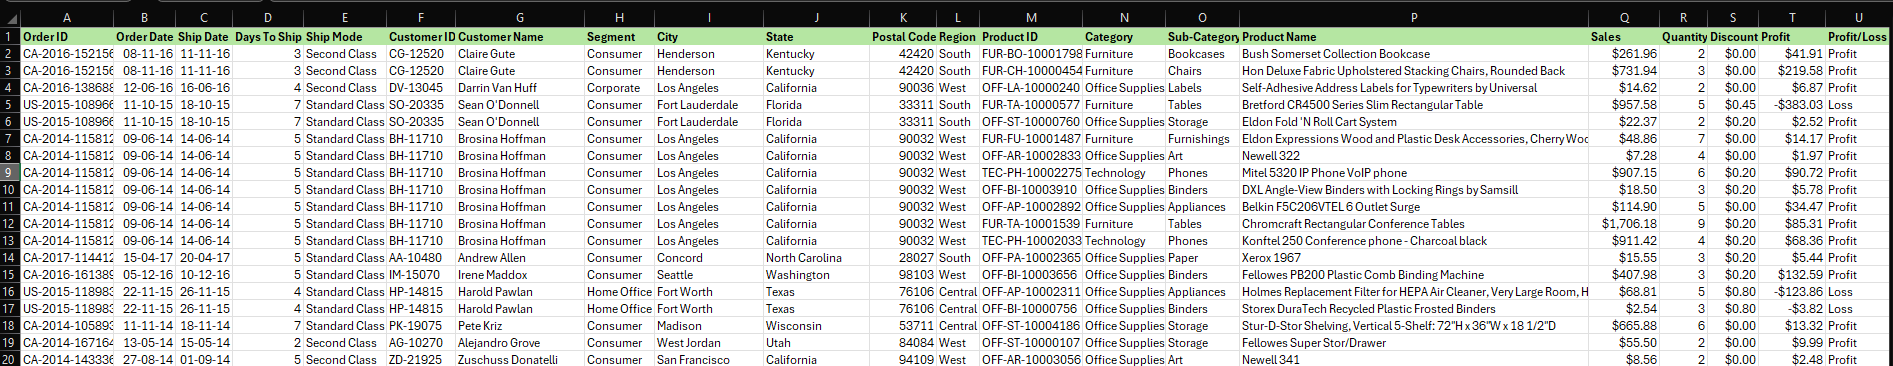 A B C D E F G H I J K L M N O P Q R S T U
1 Order ID Order Date Ship Date Days To Ship Ship Mode Customer ID Customer Name Segment City State Postal Code Region Product ID Category Sub-Category Product Name Sales Quantity Discount Profit Profit/Loss
2 CA-2016-152156 08-11-16 11-11-16 3 Second Class CG-12520 Claire Gute Consumer Henderson Kentucky 42420 South FUR-BO-10001798 Furniture Bookcases Bush Somerset Collection Bookcase $261.96 2 $0.00 $41.91 Profit
3 CA-2016-152156 08-11-16 11-11-16 3 Second Class CG-12520 Claire Gute Consumer Henderson Kentucky 42420 South FUR-CH-10000454 Furniture Chairs Hon Deluxe Fabric Upholstered Stacking Chairs, Rounded Back $731.94 3 $0.00 $219.58 Profit
4 CA-2016-138688 12-06-16 16-06-16 4 Second Class DV-13045 Darrin Van Huff Corporate Los Angeles California 90036 West OFF-LA-10000240 Office Supplies Labels Self-Adhesive Address Labels for Typewriters by Universal $14.62 2 $0.00 $6.87 Profit
5 US-2015-108966 11-10-15 18-10-15 7 Standard Class SO-20335 Sean O'Donnell Consumer Fort Lauderdale Florida 33311 South FUR-TA-10000577 Furniture Tables Bretford CR4500 Series Slim Rectangular Table $957.58 5 $0.45 -$383.03 Loss
6 US-2015-108966 11-10-15 18-10-15 7 Standard Class SO-20335 Sean O'Donnell Consumer Fort Lauderdale Florida 33311 South OFF-ST-10000760 Office Supplies Storage Eldon Fold 'N Roll Cart System $22.37 2 $0.20 $2.52 Profit
7 CA-2014-115812 09-06-14 14-06-14 5 Standard Class BH-11710 Brosina Hoffman Consumer Los Angeles California 90032 West FUR-FU-10001487 Furniture Furnishings Eldon Expressions Wood and Plastic Desk Accessories, Cherry Woo $48.86 7 $0.00 $14.17 Profit
8 CA-2014-115812 09-06-14 14-06-14 5 Standard Class BH-11710 Brosina Hoffman Consumer Los Angeles California 90032 West OFF-AR-10002833 Office Supplies Art Newell 322 $7.28 4 $0.00 $1.97 Profit
9 CA-2014-115812 09-06-14 14-06-14 5 Standard Class BH-11710 Brosina Hoffman Consumer Los Angeles California 90032 West TEC-PH-10002275 Technology Phones Mitel 5320 IP Phone VoIP phone $907.15 6 $0.20 $90.72 Profit
10 CA-2014-115812 09-06-14 14-06-14 5 Standard Class BH-11710 Brosina Hoffman Consumer Los Angeles California 90032 West OFF-BI-10003910 Office Supplies Binders DXL Angle-View Binders with Locking Rings by Samsill $18.50 3 $0.20 $5.78 Profit
11 CA-2014-115812 09-06-14 14-06-14 5 Standard Class BH-11710 Brosina Hoffman Consumer Los Angeles California 90032 West OFF-AP-10002892 Office Supplies Appliances Belkin F5C206VTEL 6 Outlet Surge $114.90 5 $0.00 $34.47 Profit
12 CA-2014-115812 09-06-14 14-06-14 5 Standard Class BH-11710 Brosina Hoffman Consumer Los Angeles California 90032 West FUR-TA-10001539 Furniture Tables Chromcraft Rectangular Conference Tables $1,706.18 9 $0.20 $85.31 Profit
13 CA-2014-115812 09-06-14 14-06-14 5 Standard Class BH-11710 Brosina Hoffman Consumer Los Angeles California 90032 West TEC-PH-10002033 Technology Phones Konftel 250 Conference phone - Charcoal black $911.42 4 $0.20 $68.36 Profit
14 CA-2017-114412 15-04-17 20-04-17 5 Standard Class AA-10480 Andrew Allen Consumer Concord North Carolina 28027 South OFF-PA-10002365 Office Supplies Paper Xerox 1967 $15.55 3 $0.20 $5.44 Profit
15 CA-2016-161389 05-12-16 10-12-16 5 Standard Class IM-15070 Irene Maddox Consumer Seattle Washington 98103 West OFF-BI-10003656 Office Supplies Binders Fellowes PB200 Plastic Comb Binding Machine $407.98 3 $0.20 $132.59 Profit
16 US-2015-118983 22-11-15 26-11-15 4 Standard Class HP-14815 Harold Pawlan Home Office Fort Worth Texas 76106 Central OFF-AP-10002311 Office Supplies Appliances Holmes Replacement Filter for HEPA Air Cleaner, Very Large Room, H $68.81 5 $0.80 -$123.86 Loss
17 US-2015-118983 22-11-15 26-11-15 4 Standard Class HP-14815 Harold Pawlan Home Office Fort Worth Texas 76106 Central OFF-BI-10000756 Office Supplies Binders Storex DuraTech Recycled Plastic Frosted Binders $2.54 3 $0.80 -$3.82 Loss
18 CA-2014-105893 11-11-14 18-11-14 7 Standard Class PK-19075 Pete Kriz Consumer Madison Wisconsin 53711 Central OFF-ST-10004186 Office Supplies Storage Stur-D-Stor Shelving, Vertical 5-Shelf: 72"H x 36"W x 18 1/2"D $665.88 6 $0.00 $13.32 Profit
19 CA-2014-167164 13-05-14 15-05-14 2 Second Class AG-10270 Alejandro Grove Consumer West Jordan Utah 84084 West OFF-ST-10000107 Office Supplies Storage Fellowes Super Stor/Drawer $55.50 2 $0.00 $9.99 Profit
20 CA-2014-143336 27-08-14 01-09-14 5 Second Class ZD-21925 Zuschuss Donatelli Consumer San Francisco California 94109 West OFF-AR-10003056 Office Supplies Art Newell 341 $8.56 2 $0.00 $2.48 Profit